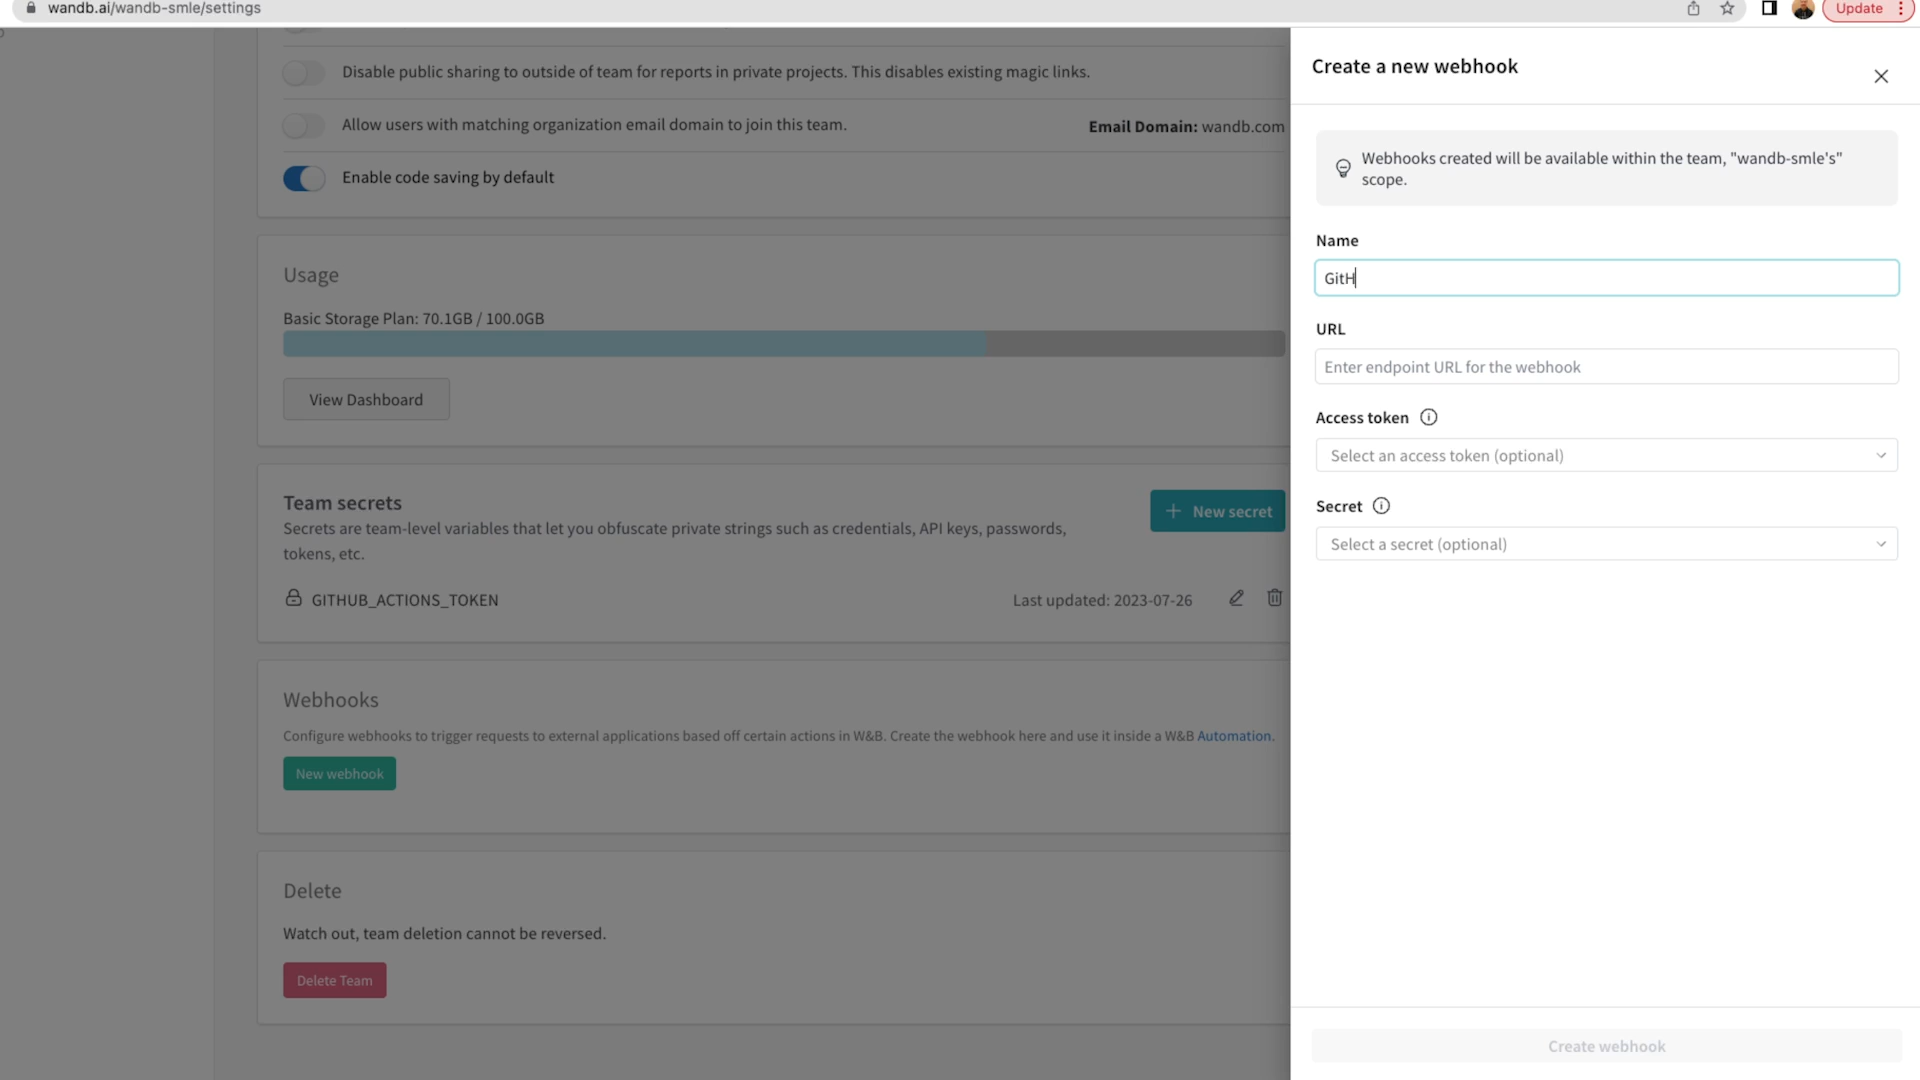 wandb.ai/wandb-smle/settings
Update
Disable public sharing to outside of team for reports in private projects. This disables existing magic links.
Allow users with matching organization email domain to join this team.
Email Domain: wandb.com
Enable code saving by default
Usage
Basic Storage Plan: 70.1GB / 100.0GB
View Dashboard
Team secrets
Secrets are team-level variables that let you obfuscate private strings such as credentials, API keys, passwords,
tokens, etc.
New secret
GITHUB_ACTIONS_TOKEN
Last updated: 2023-07-26
Webhooks
Configure webhooks to trigger requests to external applications based off certain actions in W&B. Create the webhook here and use it inside a W&B Automation.
New webhook
Delete
Watch out, team deletion cannot be reversed.
Delete Team
Create a new webhook
Webhooks created will be available within the team, "wandb-smle's"
scope.
Name
GitH
URL
Enter endpoint URL for the webhook
Access token
Select an access token (optional)
Secret
Select a secret (optional)
Create webhook